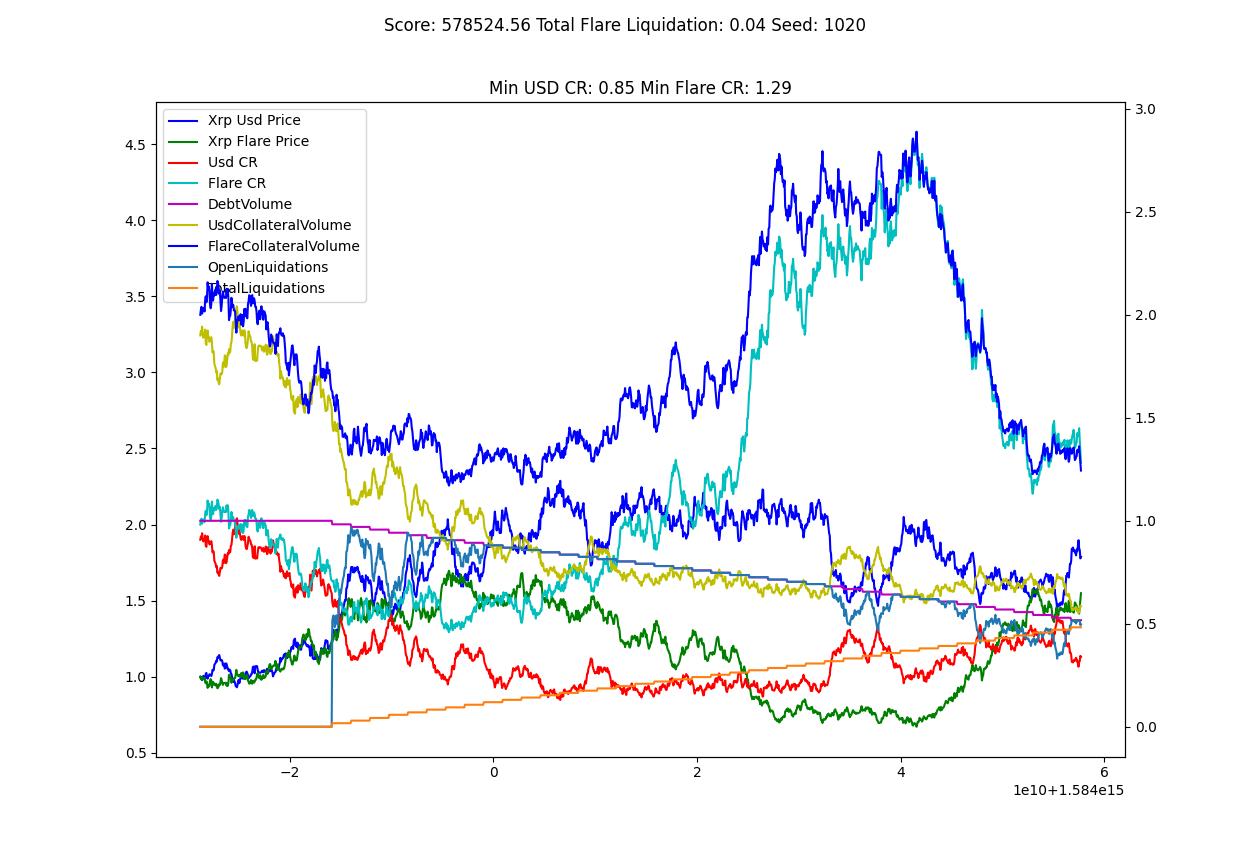 Score: 578524.56 Total Flare Liquidation: 0.04 Seed: 1020
Min USD CR: 0.85 Min Flare CR: 1.29
Xrp Usd Price
Xrp Flare Price
Usd CR
Flare CR
DebtVolume
UsdCollateralVolume
FlareCollateralVolume
OpenLiquidations
TotalLiquidations
4.5
4.0
3.5
3.0
2.5
2.0
1.5
1.0
0.5
3.0
2.5
2.0
1.5
1.0
0.5
0.0
−2
0
2
4
6
1e10+1.584e15